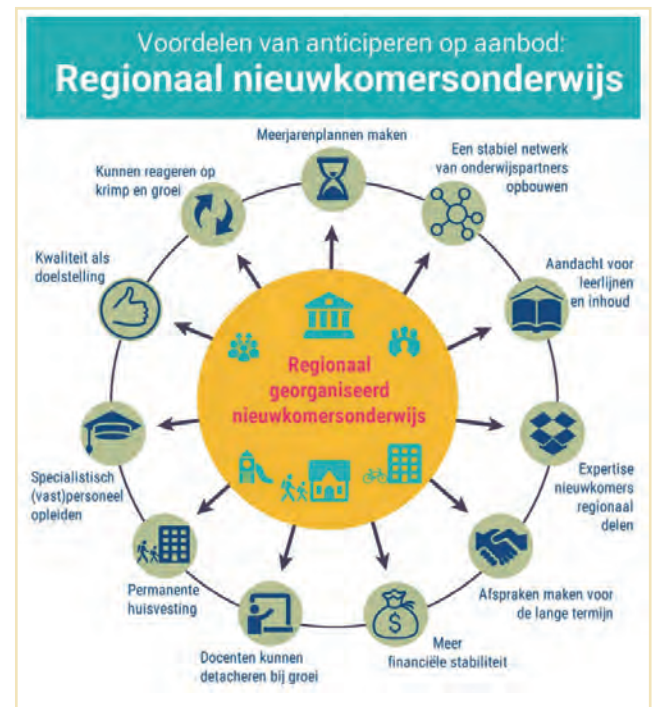 Voordelen van anticiperen op aanbod:
Regionaal nieuwkomersonderwijs
Meerjarenplannen maken
Een stabiel netwerk
van onderwijspartners
opbouwen
Aandacht voor
leerlijnen
en inhoud
Expertise
nieuwkomers
regionaal
delen
Afspraken maken voor
de lange termijn
Meer
financiële stabiliteit
Docenten kunnen
detacheren bij groei
Permanente
huisvesting
Specialistisch
(vast)personeel
opleiden
Kwaliteit als
doelstelling
Kunnen reageren op
krimp en groei
Regionaal
georganiseerd
nieuwkomersonderwijs
$